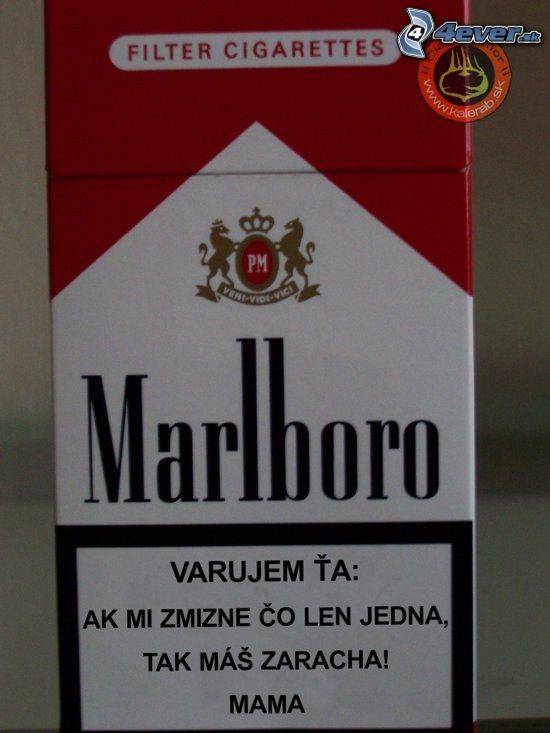 FILTER CIGARETTES
4ever.sk
www.kalerab.sk
PM
VENI·VIDI·VICI
Marlboro
VARUJEM ŤA:
AK MI ZMIZNE ČO LEN JEDNA,
TAK MÁŠ ZARACHA!
MAMA